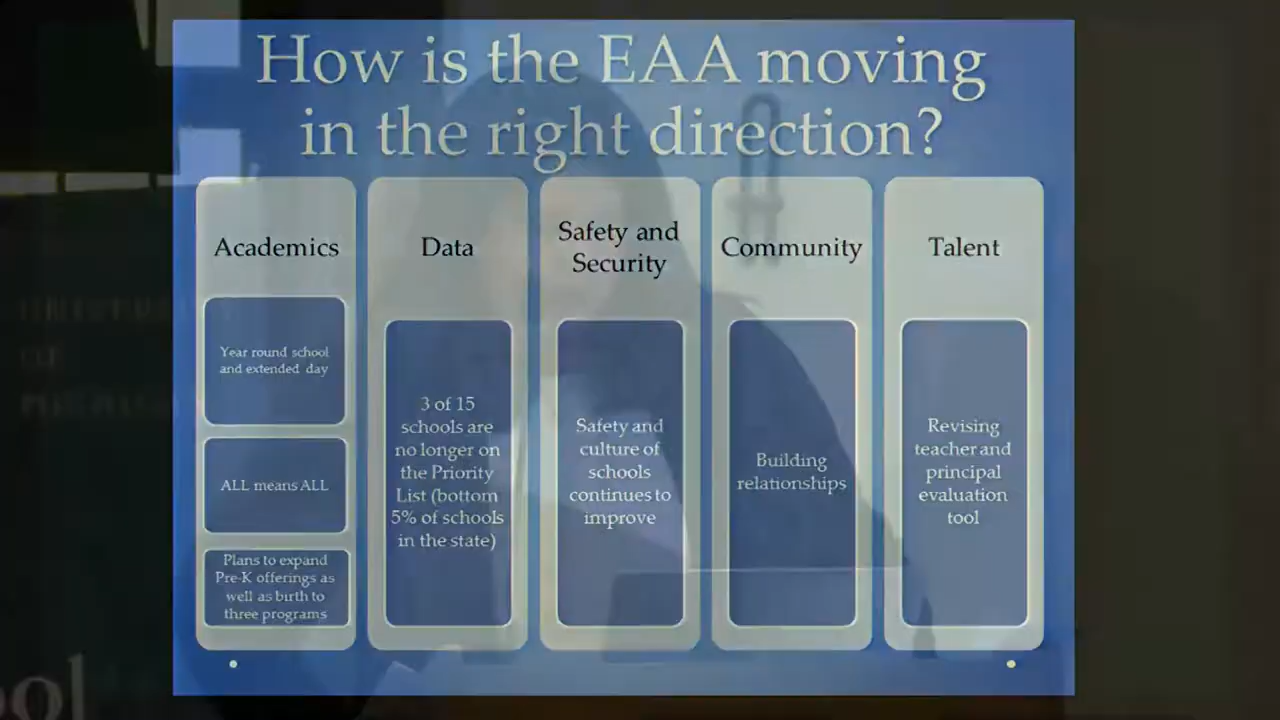 How is the EAA moving
in the right direction?
Academics
Year round school
and extended day
ALL means ALL
Plans to expand
Pre-K offerings as
well as birth to
three programs
Data
3 of 15
schools are
no longer on
the Priority
List (bottom
5% of schools
in the state)
Safety and
Security
Safety and
culture of
schools
continues to
improve
Community
Building
relationships
Talent
Revising
teacher and
principal
evaluation
tool